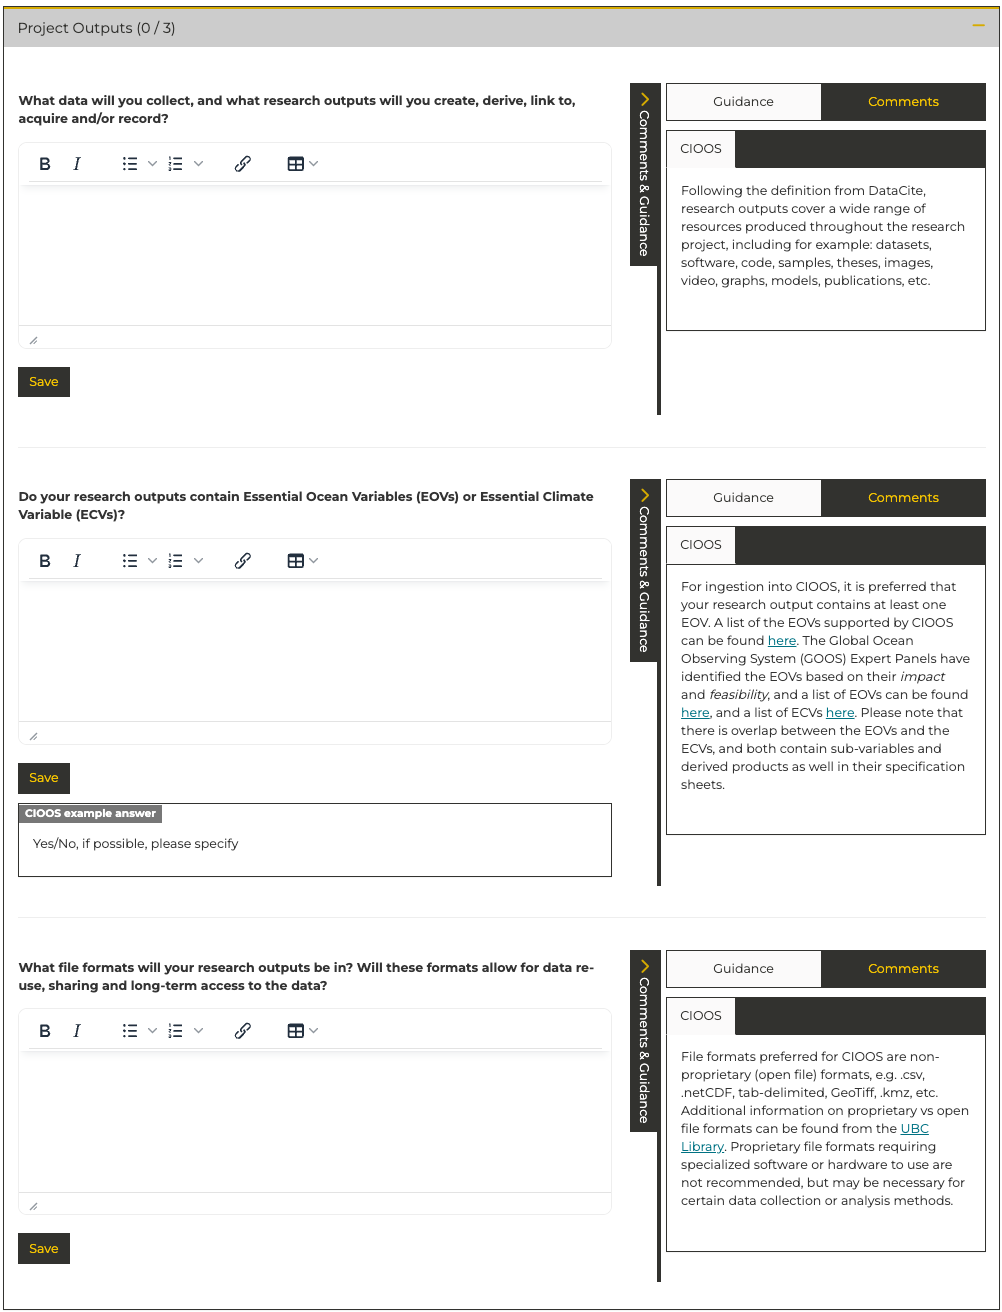 Project Outputs (0 / 3)
What data will you collect, and what research outputs will you create, derive, link to,
acquire and/or record?
B I
Save
Comments & Guidance
Guidance
Comments
CIOOS
Following the definition from DataCite,
research outputs cover a wide range of
resources produced throughout the research
project, including for example: datasets,
software, code, samples, theses, images,
video, graphs, models, publications, etc.
Do your research outputs contain Essential Ocean Variables (EOVs) or Essential Climate
Variable (ECVs)?
B I
Save
CIOOS example answer
Yes/No, if possible, please specify
Comments & Guidance
Guidance
Comments
CIOOS
For ingestion into CIOOS, it is preferred that
your research output contains at least one
EOV. A list of the EOVs supported by CIOOS
can be found here. The Global Ocean
Observing System (GOOS) Expert Panels have
identified the EOVs based on their impact
and feasibility, and a list of EOVs can be found
here, and a list of ECVs here. Please note that
there is overlap between the EOVs and the
ECVs, and both contain sub-variables and
derived products as well in their specification
sheets.
What file formats will your research outputs be in? Will these formats allow for data re-
use, sharing and long-term access to the data?
B I
Save
Comments & Guidance
Guidance
Comments
CIOOS
File formats preferred for CIOOS are non-
proprietary (open file) formats, e.g. .csv,
.netCDF, tab-delimited, GeoTiff, .kmz, etc.
Additional information on proprietary vs open
file formats can be found from the UBC
Library. Proprietary file formats requiring
specialized software or hardware to use are
not recommended, but may be necessary for
certain data collection or analysis methods.